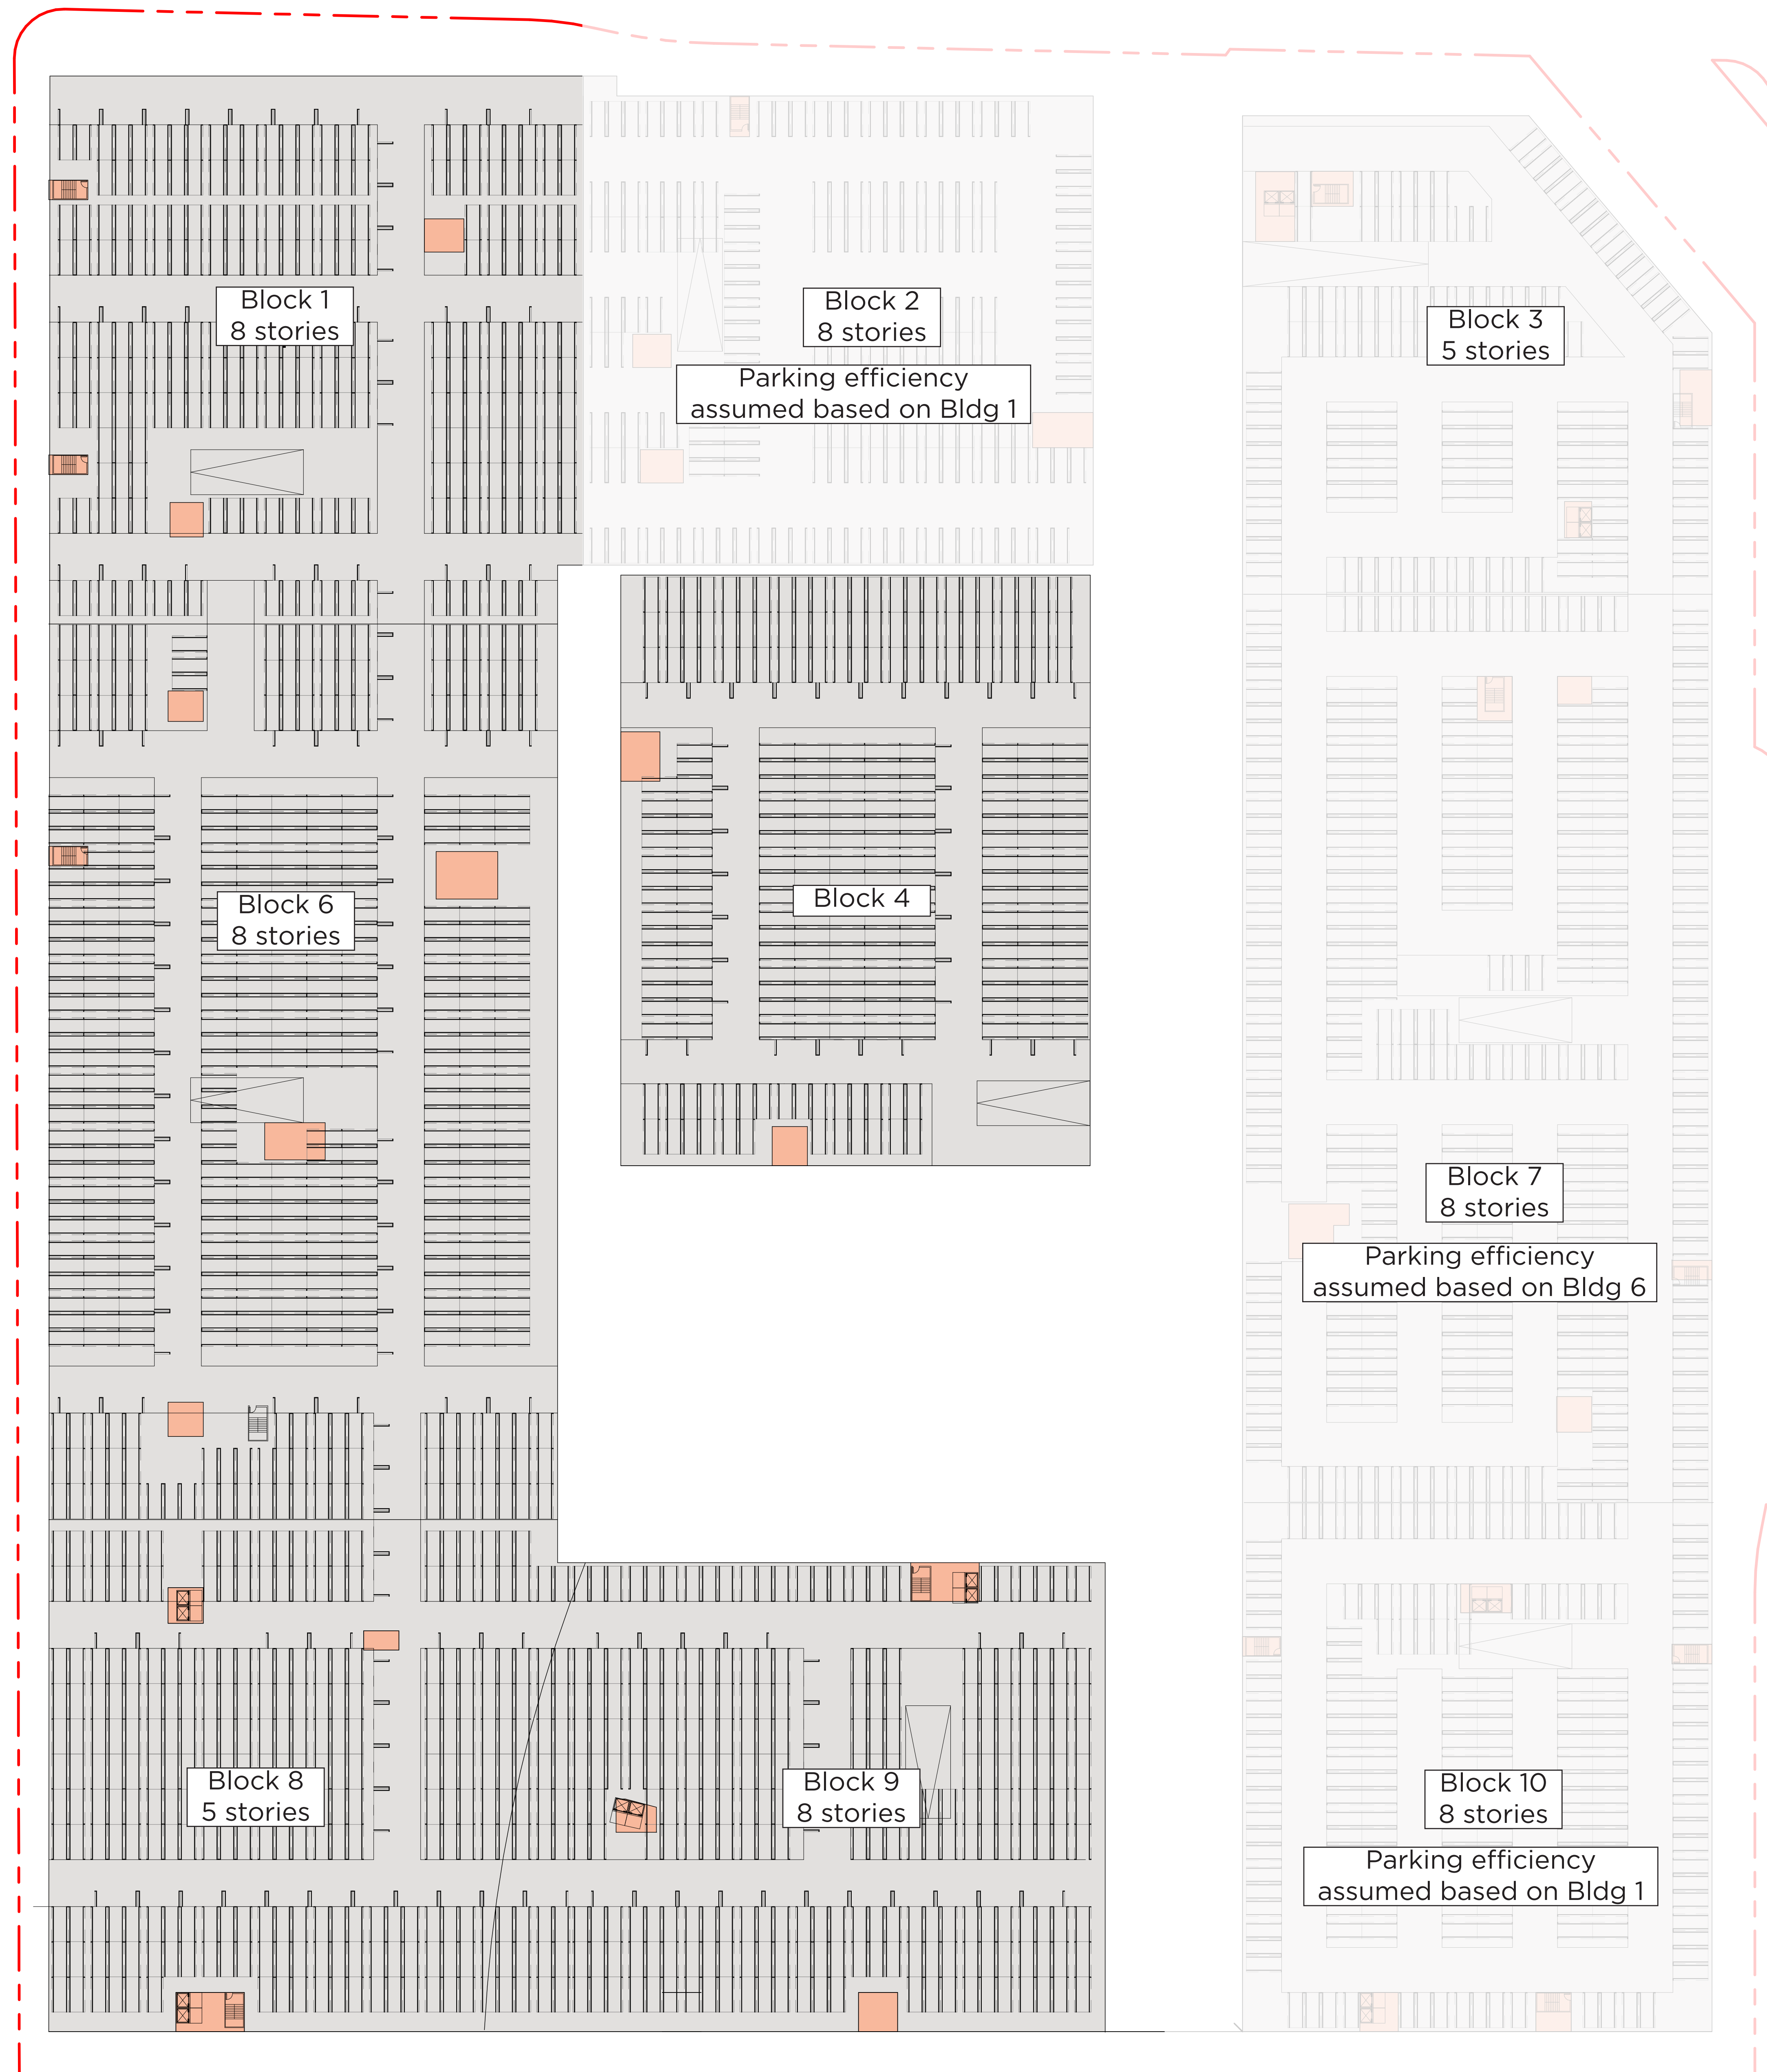 Block 1
8 stories
Block 2
8 stories
Parking efficiency
assumed based on Bldg 1
Block 3
5 stories
Block 4
Block 6
8 stories
Block 7
8 stories
Parking efficiency
assumed based on Bldg 6
Block 8
5 stories
Block 9
8 stories
Block 10
8 stories
Parking efficiency
assumed based on Bldg 1